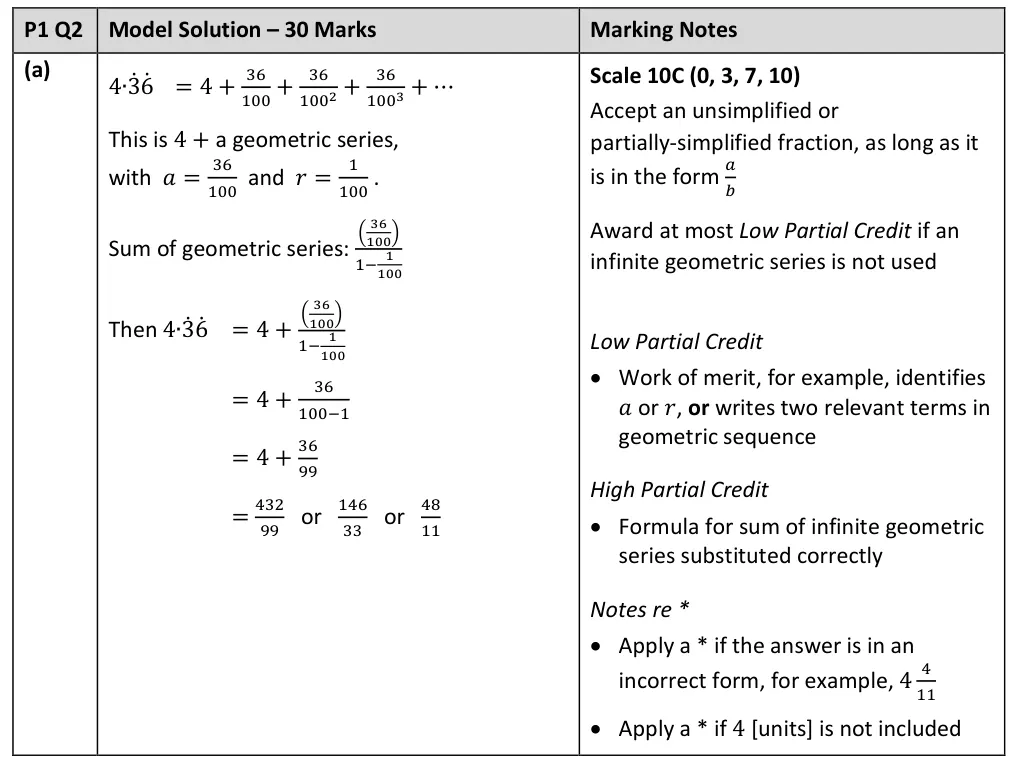 P1 Q2 Model Solution – 30 Marks Marking Notes
(a)
4·3̇6̇ = 4 + 36/100 + 36/100² + 36/100³ + ⋯
This is 4 + a geometric series,
with a = 36/100 and r = 1/100 .
Sum of geometric series: (36/100)/(1−1/100)
Then 4·3̇6̇ = 4 + (36/100)/(1−1/100)
= 4 + 36/(100−1)
= 4 + 36/99
= 432/99 or 146/33 or 48/11
Scale 10C (0, 3, 7, 10)
Accept an unsimplified or
partially-simplified fraction, as long as it
is in the form a/b
Award at most Low Partial Credit if an
infinite geometric series is not used
Low Partial Credit
• Work of merit, for example, identifies
a or r, or writes two relevant terms in
geometric sequence
High Partial Credit
• Formula for sum of infinite geometric
series substituted correctly
Notes re *
• Apply a * if the answer is in an
incorrect form, for example, 4 4/11
• Apply a * if 4 [units] is not included